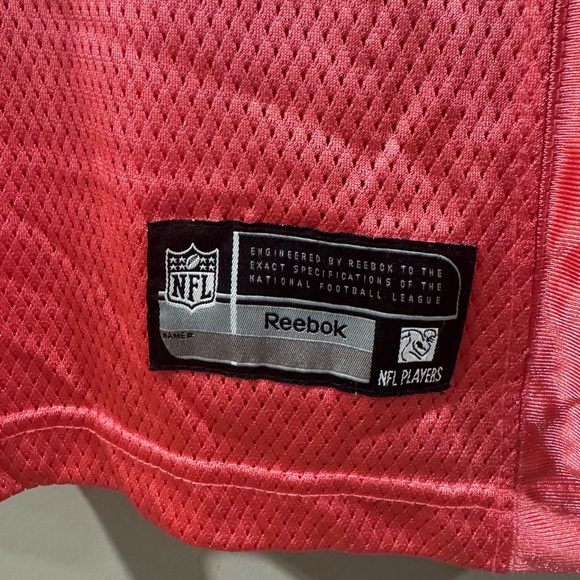 NFL
ENGINEERED BY REEBOK TO THE
EXACT SPECIFICATIONS OF THE
NATIONAL FOOTBALL LEAGUE
Reebok
NAME#:
NFL PLAYERS